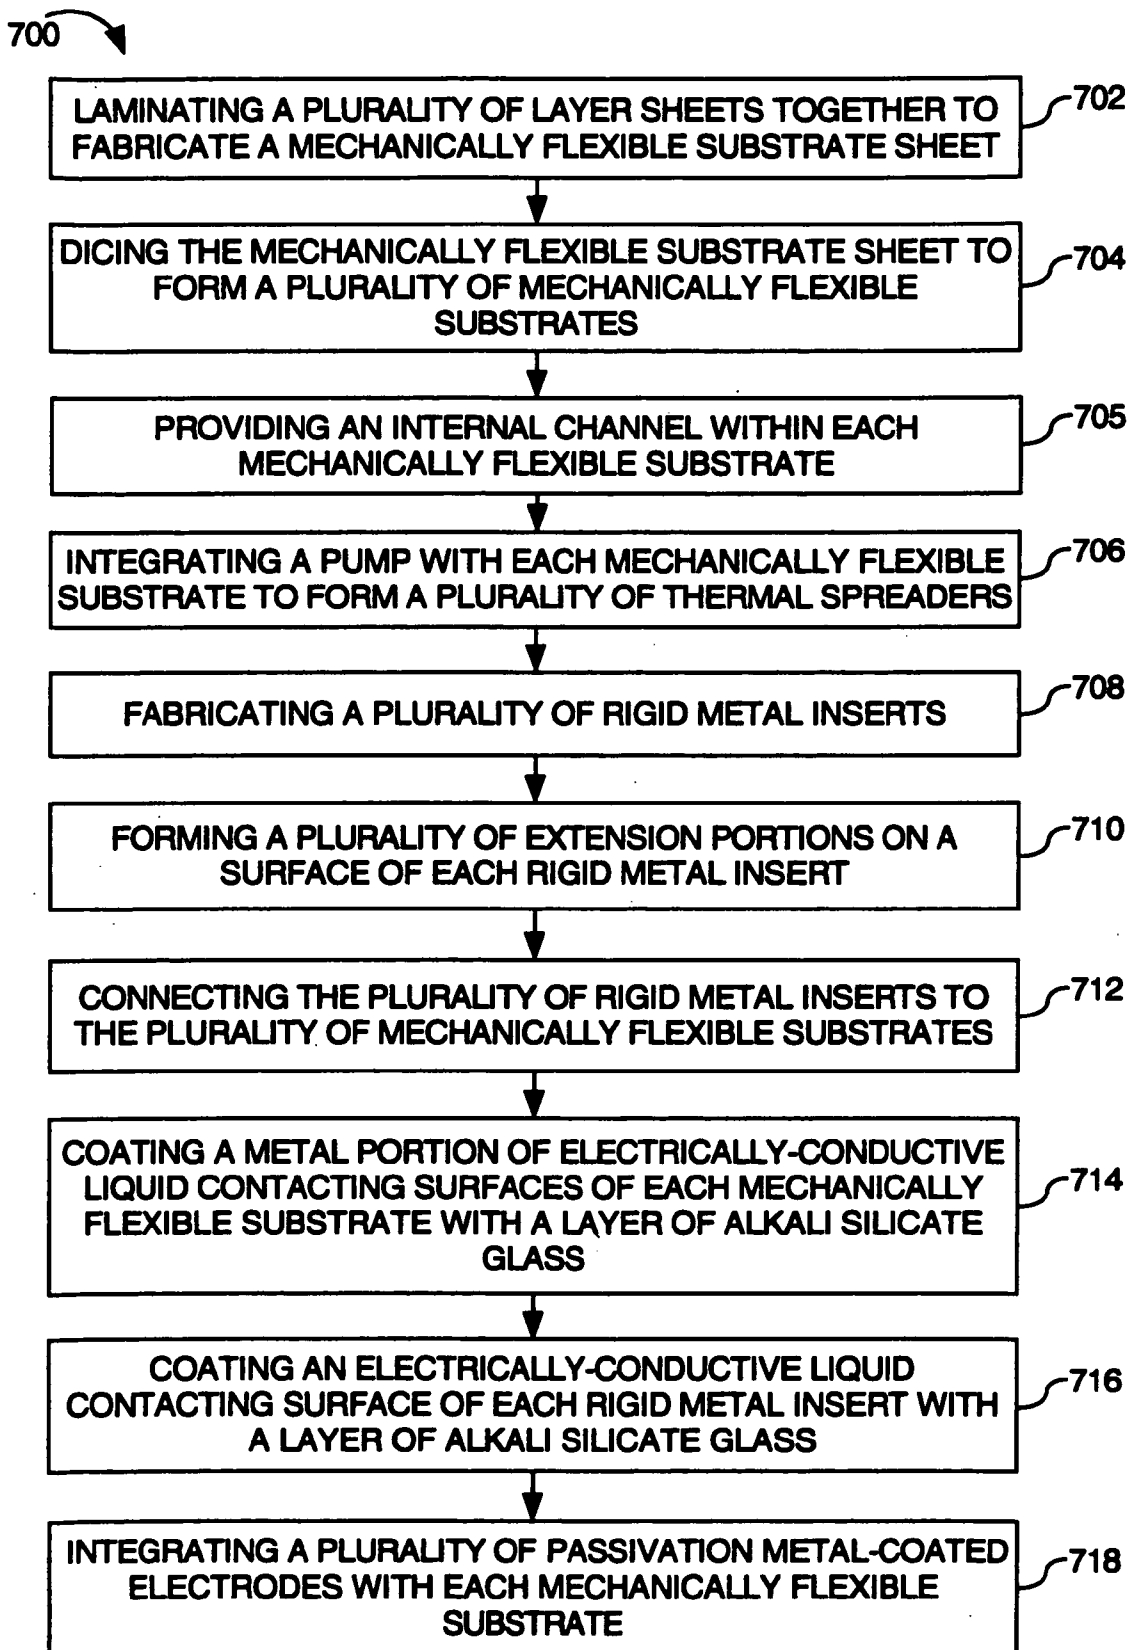 700
LAMINATING A PLURALITY OF LAYER SHEETS TOGETHER TO
FABRICATE A MECHANICALLY FLEXIBLE SUBSTRATE SHEET
702
DICING THE MECHANICALLY FLEXIBLE SUBSTRATE SHEET TO
FORM A PLURALITY OF MECHANICALLY FLEXIBLE
SUBSTRATES
704
PROVIDING AN INTERNAL CHANNEL WITHIN EACH
MECHANICALLY FLEXIBLE SUBSTRATE
705
INTEGRATING A PUMP WITH EACH MECHANICALLY FLEXIBLE
SUBSTRATE TO FORM A PLURALITY OF THERMAL SPREADERS
706
FABRICATING A PLURALITY OF RIGID METAL INSERTS
708
FORMING A PLURALITY OF EXTENSION PORTIONS ON A
SURFACE OF EACH RIGID METAL INSERT
710
CONNECTING THE PLURALITY OF RIGID METAL INSERTS TO
THE PLURALITY OF MECHANICALLY FLEXIBLE SUBSTRATES
712
COATING A METAL PORTION OF ELECTRICALLY-CONDUCTIVE
LIQUID CONTACTING SURFACES OF EACH MECHANICALLY
FLEXIBLE SUBSTRATE WITH A LAYER OF ALKALI SILICATE
GLASS
714
COATING AN ELECTRICALLY-CONDUCTIVE LIQUID
CONTACTING SURFACE OF EACH RIGID METAL INSERT WITH
A LAYER OF ALKALI SILICATE GLASS
716
INTEGRATING A PLURALITY OF PASSIVATION METAL-COATED
ELECTRODES WITH EACH MECHANICALLY FLEXIBLE
SUBSTRATE
718